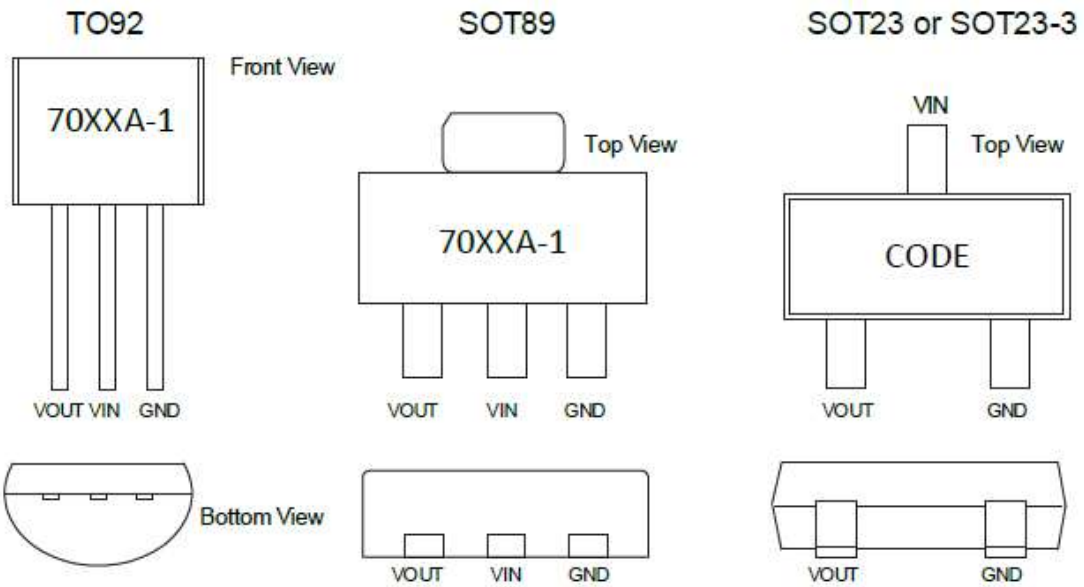 TO92
SOT89
SOT23 or SOT23-3
Front View
70XXA-1
VOUT VIN GND
Bottom View
Top View
70XXA-1
VOUT VIN GND
VOUT VIN GND
VIN
Top View
CODE
VOUT GND
VOUT GND